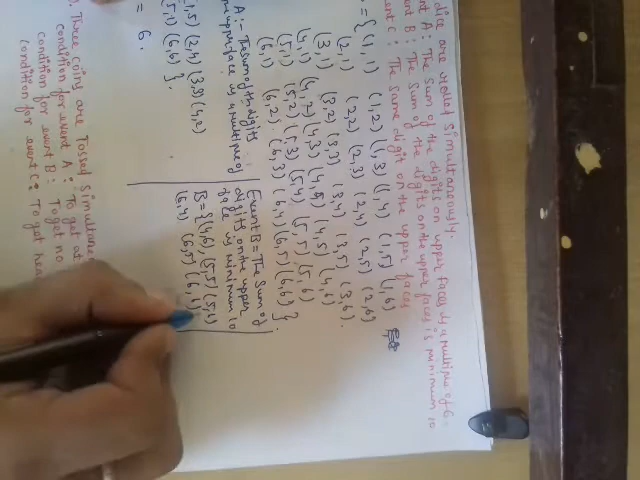 dice are rolled simultaneously.
nt A: The sum of the digits on upper faces is a multiple of 6.
nt B: The sum of the digits on the upper faces is minimum 10
ent C: The same digit on the upper faces
= {(1,1) (1,2) (1,3) (1,4) (1,5) (1,6)
(2,1) (2,2) (2,3) (2,4) (2,5) (2,6)
(3,1) (3,2) (3,3) (3,4) (3,5) (3,6).
(4,1) (4,2) (4,3) (4,4) (4,5) (4,6)
(5,1) (5,2) (5,3) (5,4) (5,5) (5,6)
(6,1) (6,2) (6,3) (6,4) (6,5) (6,6)}.
A:- The sum of the digits
upper face is a multiple of
1,5) (2,4) (3,3) (4,2)
(5,1) (6,6)}.
= 6.
Event B = The sum of
digits on the upper
face is minimum 10
B = {(4,6), (5,5) (5,6)
(6,4) (6,5) (6,6)
). Three coins are Tossed simultane
condition for event A: To get at
condition for event B: To get no
condition for event C: To get hea